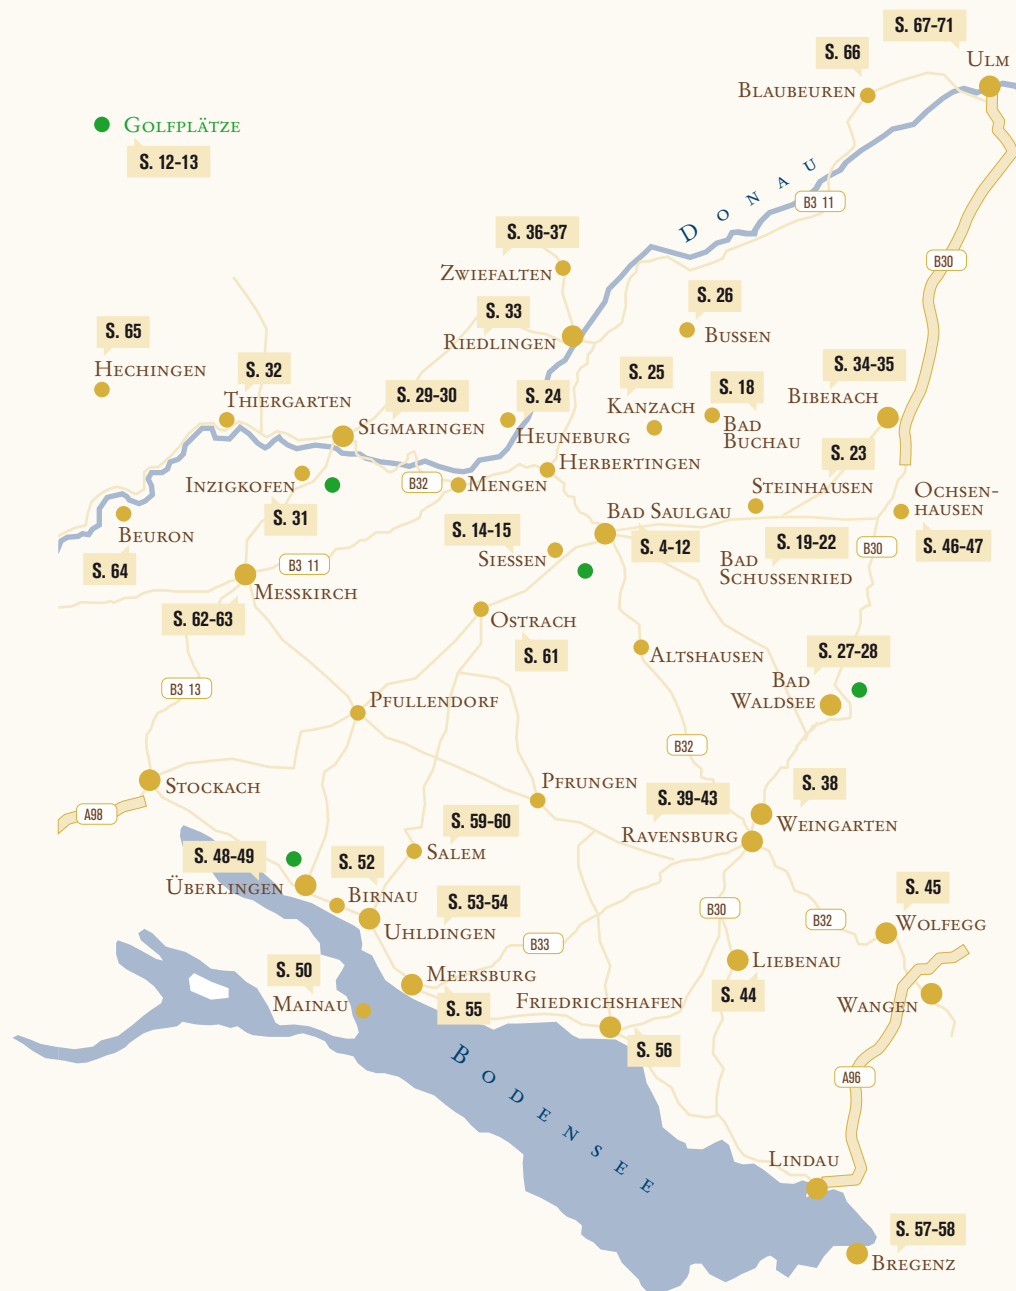 S. 67-71
ULM
S. 66
BLAUBEUREN
GOLFPLÄTZE
S. 12-13
DONAU
B3 11
S. 36-37
ZWIEFALTEN
B30
S. 26
S. 33
RIEDLINGEN
BUSSEN
S. 65
HECHINGEN
S. 32
THIERGARTEN
S. 29-30
SIGMARINGEN
S. 24
HEUNEBURG
S. 25
KANZACH
S. 18
BAD
BUCHAU
S. 34-35
BIBERACH
S. 23
STEINHAUSEN
HERBERTINGEN
INZIGKOFEN
S. 31
B32
MENGEN
OCHSEN-
HAUSEN
S. 46-47
BEURON
S. 64
S. 14-15
SIESSEN
BAD SAULGAU
S. 4-12
S. 19-22
BAD
SCHUSSENRIED
B30
B3 11
MESSKIRCH
S. 62-63
OSTRACH
S. 61
ALTSHAUSEN
S. 27-28
BAD
WALDSEE
B3 13
PFULLENDORF
B32
STOCKACH
A98
PFRUNGEN
S. 39-43
RAVENSBURG
S. 38
WEINGARTEN
S. 59-60
SALEM
S. 48-49
ÜBERLINGEN
S. 52
BIRNAU
S. 53-54
UHLDINGEN
S. 45
WOLFEGG
B30
B32
B33
S. 50
MAINAU
MEERSBURG
S. 55
FRIEDRICHSHAFEN
S. 56
LIEBENAU
S. 44
WANGEN
BODENSEE
A96
LINDAU
S. 57-58
BREGENZ